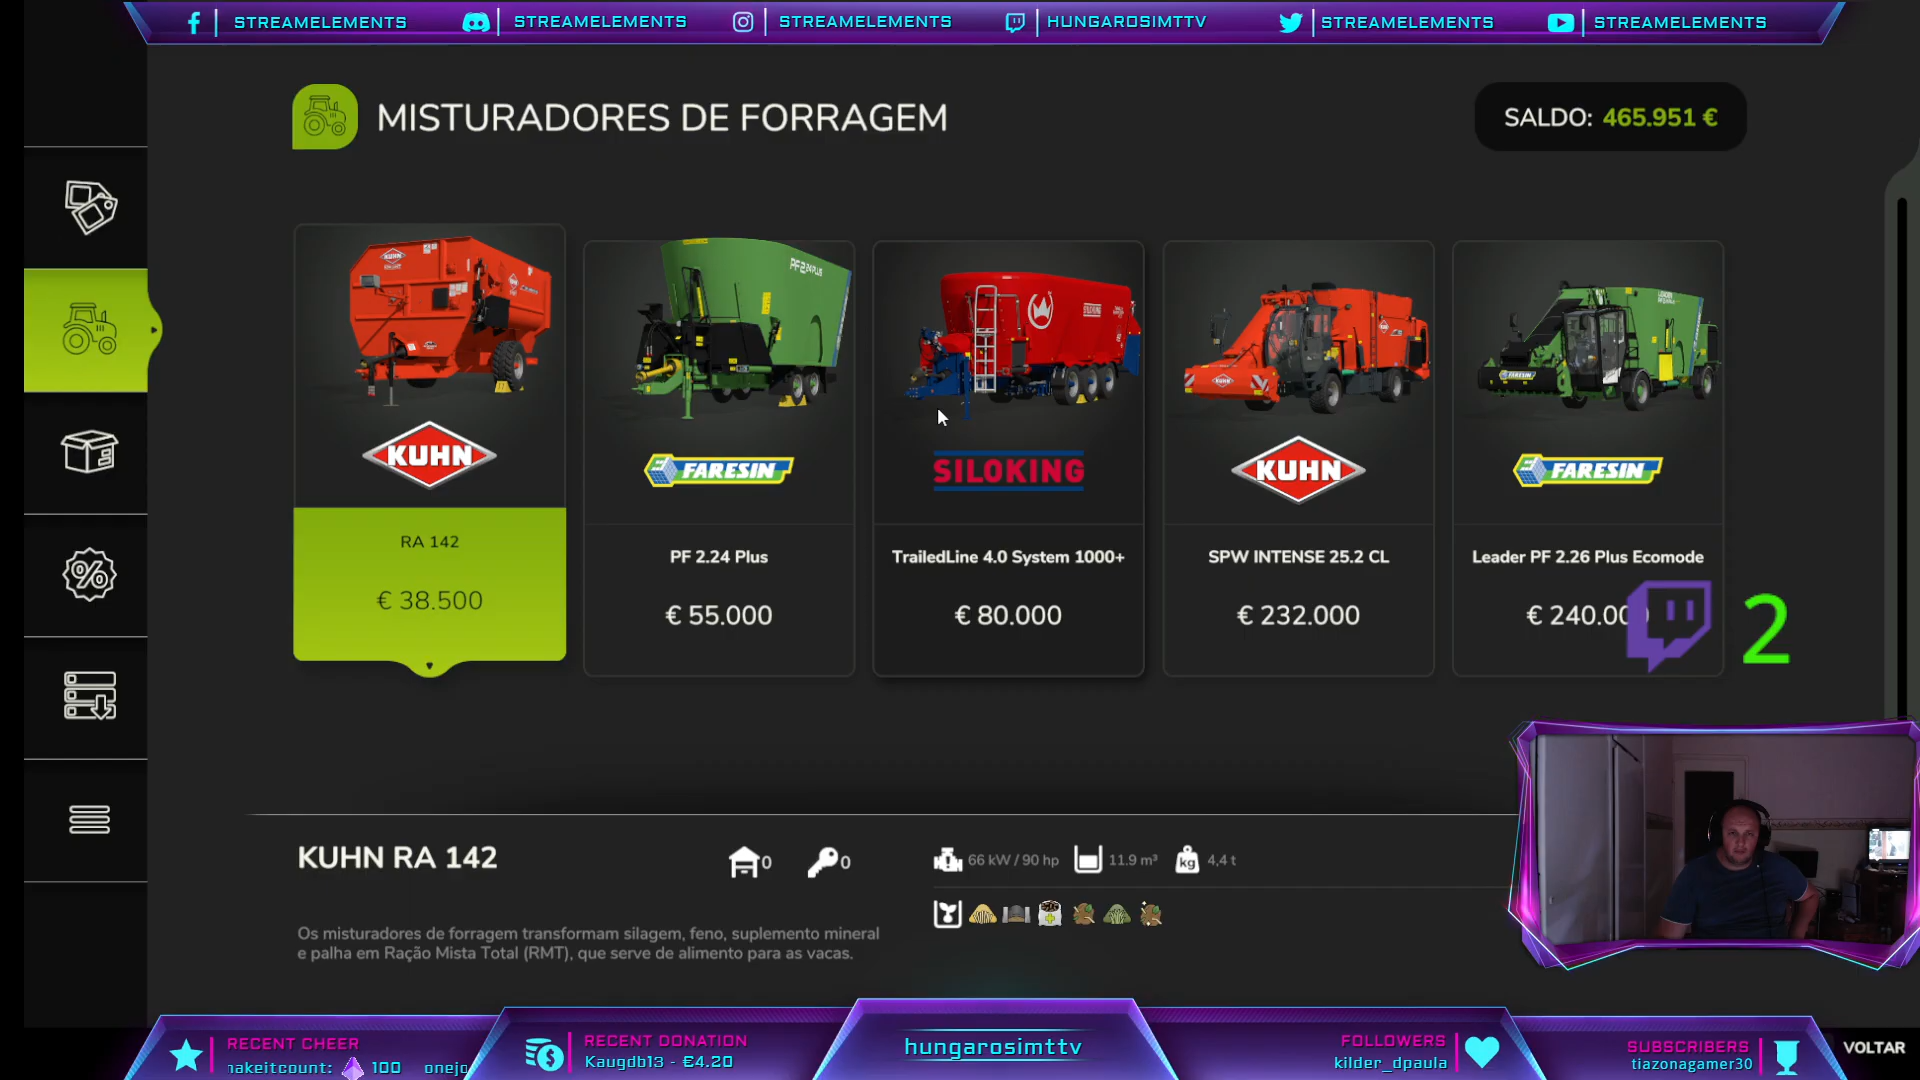 STREAMELEMENTS
STREAMELEMENTS
STREAMELEMENTS
HUNGAROSIMTTV
STREAMELEMENTS
STREAMELEMENTS
MISTURADORES DE FORRAGEM
SALDO: 465.951 €
KUHN
FARESIN
SILOKING
KUHN
FARESIN
RA 142
PF 2.24 Plus
TrailedLine 4.0 System 1000+
SPW INTENSE 25.2 CL
Leader PF 2.26 Plus Ecomode
€ 38.500
€ 55.000
€ 80.000
€ 232.000
€ 240.00
2
KUHN RA 142
0
0
66 kW / 90 hp
11.9 m³
kg
4,4 t
Os misturadores de forragem transformam silagem, feno, suplemento mineral
e palha em Ração Mista Total (RMT), que serve de alimento para as vacas.
RECENT CHEER
makeitcount: 100 onejo
RECENT DONATION
Kaugdb13 - €4.20
hungarosimttv
FOLLOWERS
kilder_dpaula
SUBSCRIBERS
tiazonagamer30
VOLTAR